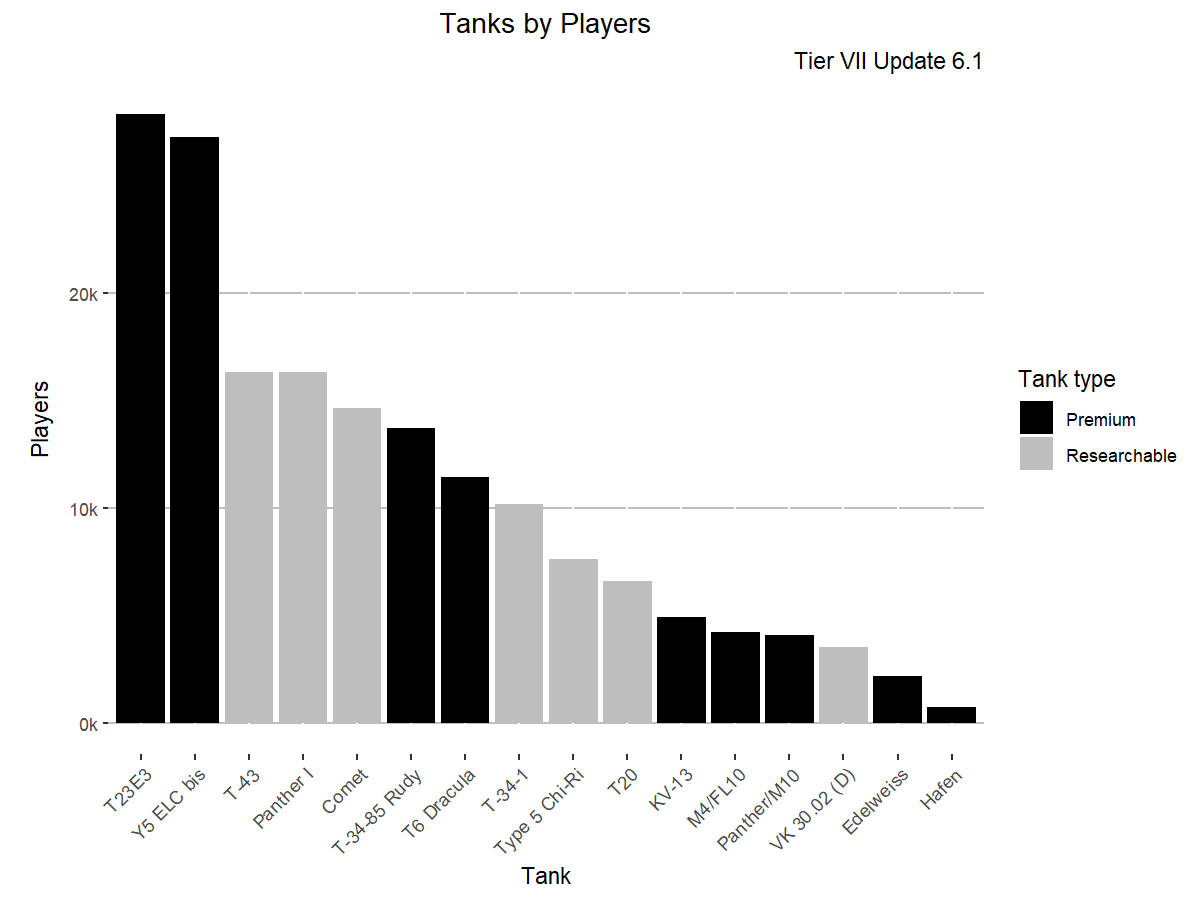 Tanks by Players
Tier VII Update 6.1
20k
10k
0k
Players
T23E3
Y5 ELC bis
T-43
Panther I
Comet
T-34-85 Rudy
T6 Dracula
T-34-1
Type 5 Chi-Ri
T20
KV-13
M4/FL10
Panther/M10
VK 30.02 (D)
Edelweiss
Hafen
Tank
Tank type
Premium
Researchable